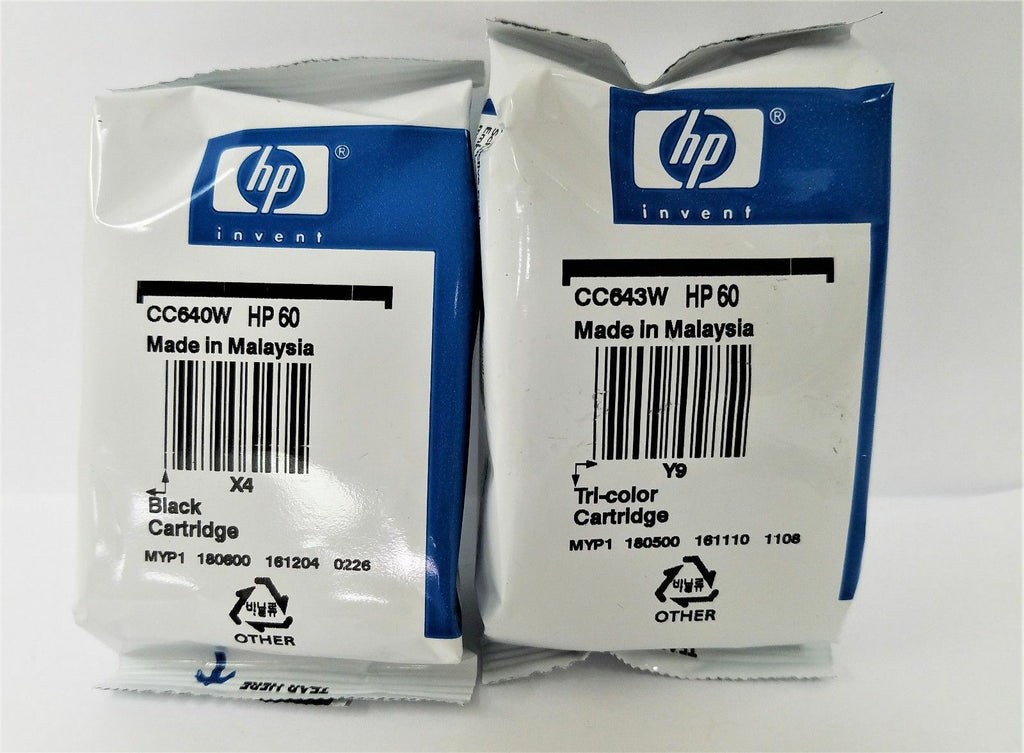 hp ®
invent
CC640W HP 60
Made in Malaysia
X4
Black
Cartridge
MYP1 180600 161204 0226
비닐류
OTHER
TEAR HERE
hp ®
invent
CC643W HP 60
Made in Malaysia
Y9
Tri-color
Cartridge
MYP1 180500 161110 1108
비닐류
OTHER